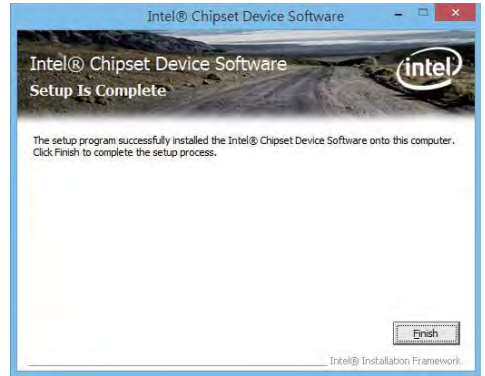 Intel® Chipset Device Software
Intel® Chipset Device Software
intel
Setup Is Complete
The setup program successfully installed the Intel® Chipset Device Software onto this computer.
Click Finish to complete the setup process.
Finish
Intel® Installation Framework